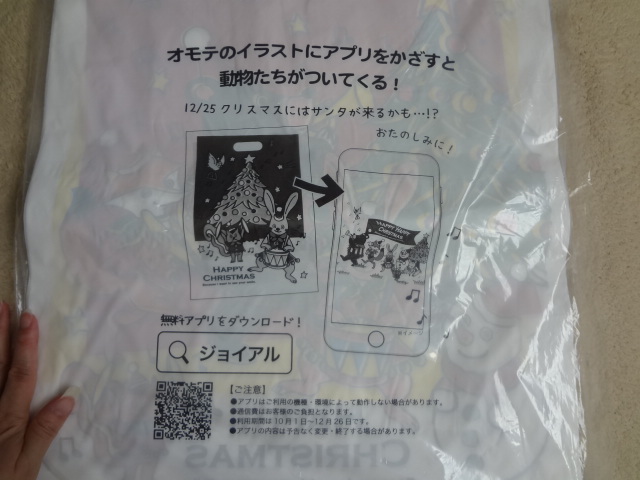 オモテのイラストにアプリをかざすと
動物たちがついてくる!
12/25 クリスマスにはサンタが来るかも…!?
おたのしみに!
HAPPY
CHRISTMAS
HAPPY HAPPY
CHRISTMAS
※イメージ
無料アプリをダウンロード!
ジョイアル
【ご注意】
●アプリはご利用の機種・環境によって動作しない場合があります。
●通信費はお客様のご負担となります。
●利用期間は10月1日~12月26日です。
●アプリの内容は予告なく変更・終了する場合があります。
CHRISTMAS